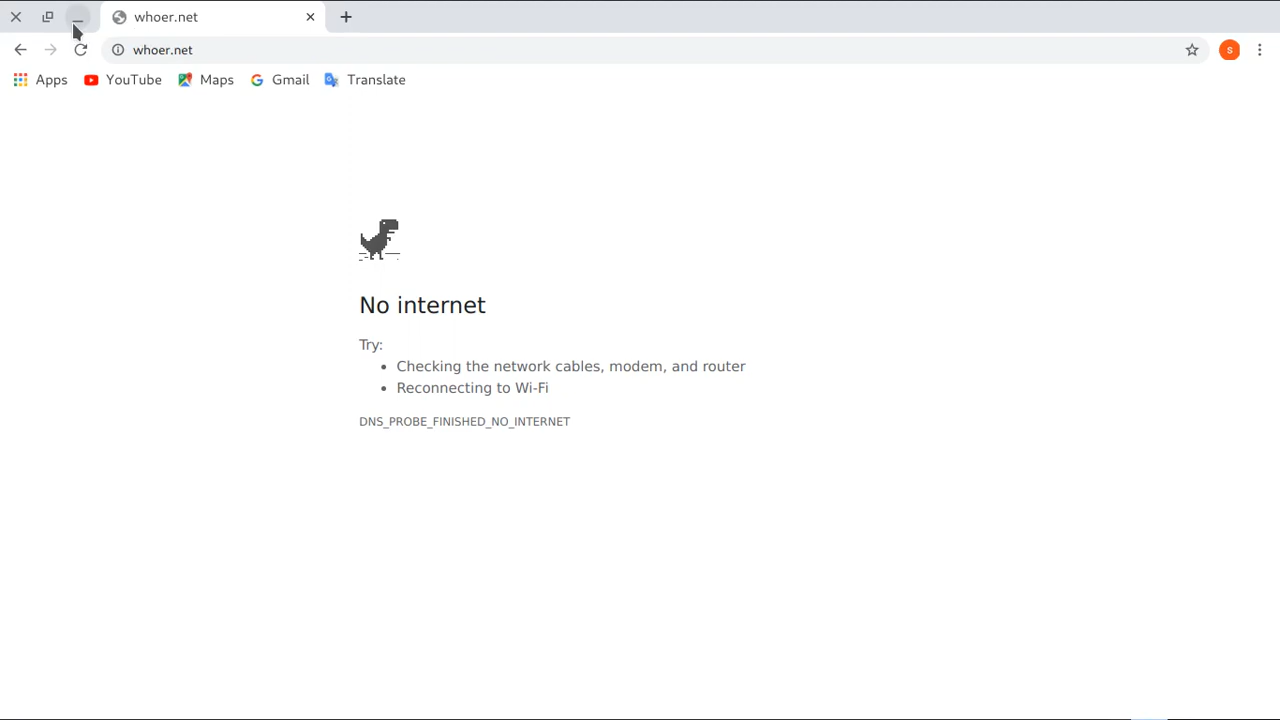 whoer.net
whoer.net
Apps YouTube Maps Gmail Translate
s
No internet
Try:
• Checking the network cables, modem, and router
• Reconnecting to Wi-Fi
DNS_PROBE_FINISHED_NO_INTERNET